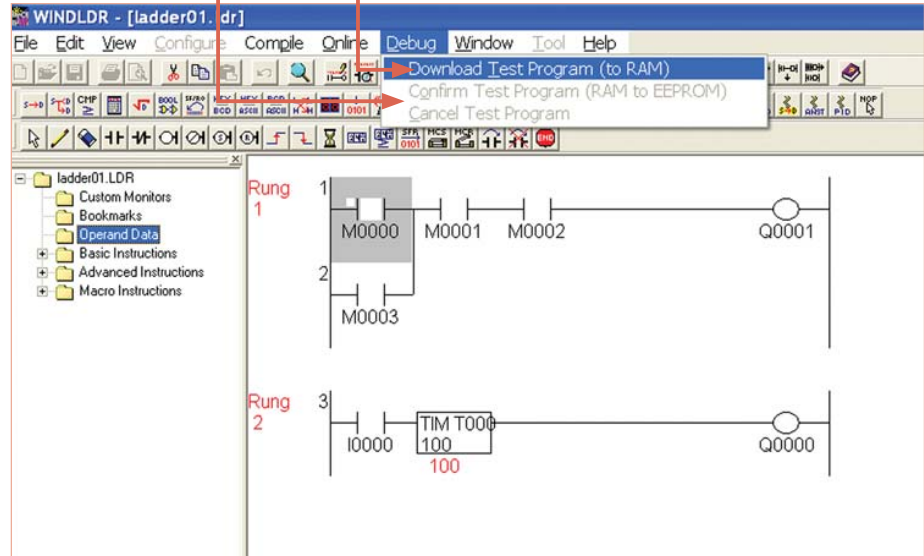 WINDLDR - [ladder01.ldr]
File Edit View Configure Compile Online Debug Window Tool Help
Download Test Program (to RAM)
Confirm Test Program (RAM to EEPROM)
Cancel Test Program
END
ladder01.LDR
Custom Monitors
Bookmarks
Operand Data
Basic Instructions
Advanced Instructions
Macro Instructions
Rung 1
1
M0000 M0001 M0002 Q0001
2
M0003
Rung 2
3
TIM T000
I0000 100 Q0000
100